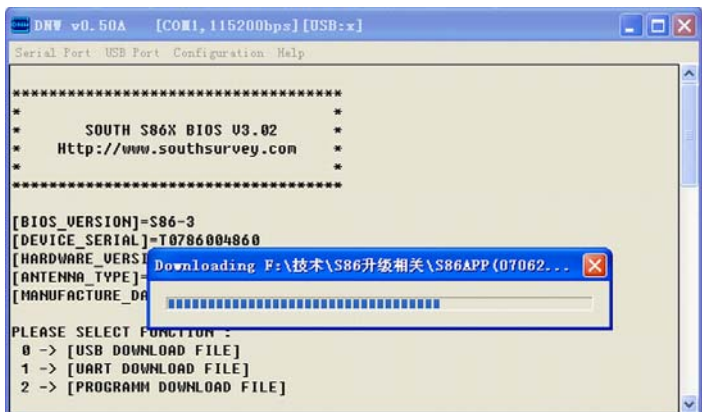 DNW v0.50A [COM1,115200bps][USB:x]
Serial Port USB Port Configuration Help
*************************************
* *
* SOUTH S86X BIOS V3.02 *
* Http://www.southsurvey.com *
* *
*************************************
[BIOS_VERSION]=S86-3
[DEVICE_SERIAL]=T0786004860
[HARDWARE_VERSI
[ANTENNA_TYPE]=
[MANUFACTURE_DA
Downloading F:\技术\S86升级相关\S86APP(07062...
PLEASE SELECT FUNCTION :
0 -> [USB DOWNLOAD FILE]
1 -> [UART DOWNLOAD FILE]
2 -> [PROGRAMM DOWNLOAD FILE]